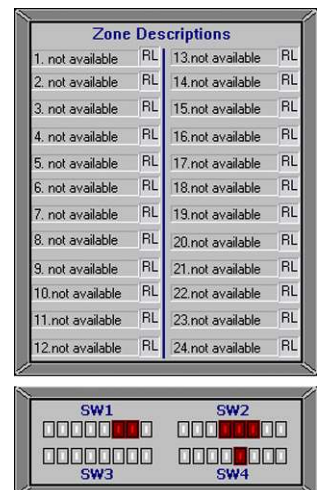 Zone Descriptions
1. not available RL 13.not available RL
2. not available RL 14.not available RL
3. not available RL 15.not available RL
4. not available RL 16.not available RL
5. not available RL 17.not available RL
6. not available RL 18.not available RL
7. not available RL 19.not available RL
8. not available RL 20.not available RL
9. not available RL 21.not available RL
10.not available RL 22.not available RL
11.not available RL 23.not available RL
12.not available RL 24.not available RL
SW1 SW2
SW3 SW4